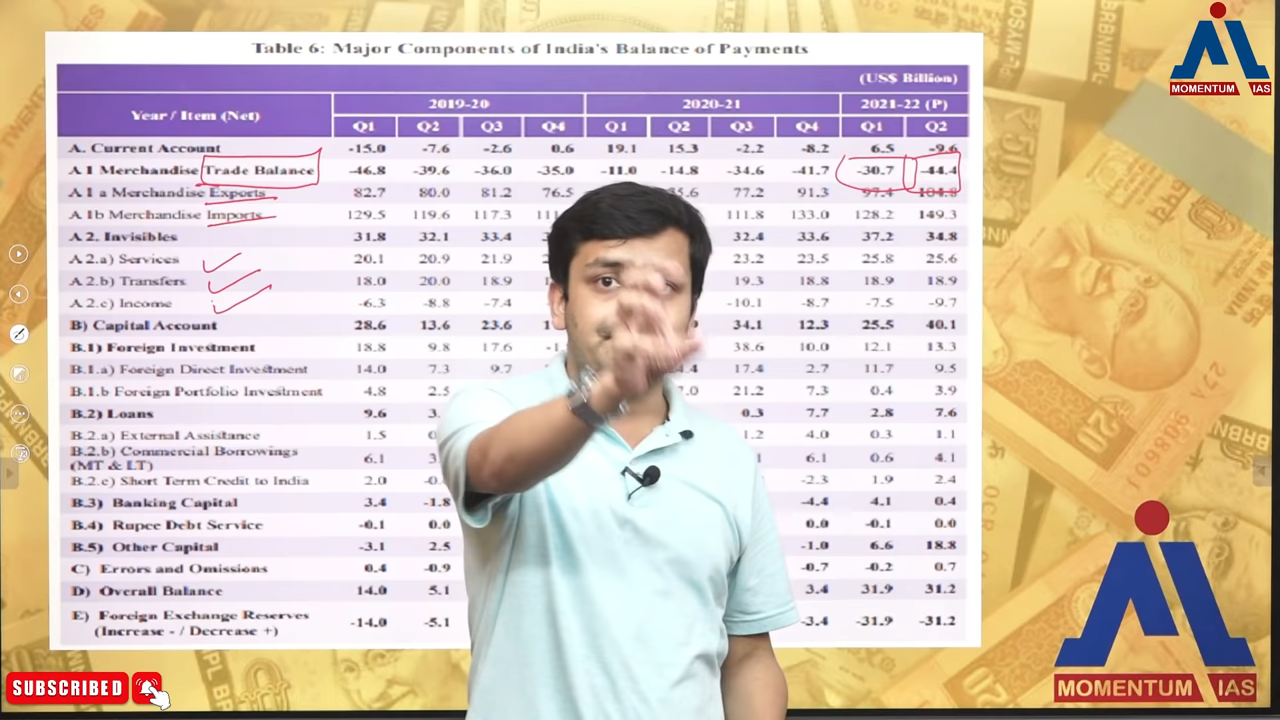 MOMENTUM IAS
Table 6: Major Components of India's Balance of Payments
(US$ Billion)
Year / Item (Net) 2019-20 2020-21 2021-22 (P)
Q1 Q2 Q3 Q4 Q1 Q2 Q3 Q4 Q1 Q2
A. Current Account -15.0 -7.6 -2.6 0.6 19.1 15.3 -2.2 -8.2 6.5 -9.6
A 1 Merchandise Trade Balance -46.8 -39.6 -36.0 -35.0 -11.0 -14.8 -34.6 -41.7 -30.7 -44.4
A 1 a Merchandise Exports 82.7 80.0 81.2 76.5 77.2 91.3 97.4 104.8
A 1b Merchandise Imports 129.5 119.6 117.3 111.8 133.0 128.2 149.3
A 2. Invisibles 31.8 32.1 33.4 32.4 33.6 37.2 34.8
A 2.a) Services 20.1 20.9 21.9 23.2 23.5 25.8 25.6
A 2.b) Transfers 18.0 20.0 18.9 19.3 18.8 18.9 18.9
A 2.c) Income -6.3 -8.8 -7.4 -10.1 -8.7 -7.5 -9.7
B) Capital Account 28.6 13.6 23.6 34.1 12.3 25.5 40.1
B.1) Foreign Investment 18.8 9.8 17.6 38.6 10.0 12.1 13.3
B.1.a) Foreign Direct Investment 14.0 7.3 9.7 17.4 2.7 11.7 9.5
B.1.b Foreign Portfolio Investment 4.8 2.5 21.2 7.3 0.4 3.9
B.2) Loans 9.6 0.3 7.7 2.8 7.6
B.2.a) External Assistance 1.5 1.2 4.0 0.3 1.1
B.2.b) Commercial Borrowings
(MT & LT) 6.1 6.1 0.6 4.1
B.2.c) Short Term Credit to India 2.0 -2.3 1.9 2.4
B.3) Banking Capital 3.4 -1.8 -4.4 4.1 0.4
B.4) Rupee Debt Service -0.1 0.0 0.0 -0.1 0.0
B.5) Other Capital -3.1 2.5 -1.0 6.6 18.8
C) Errors and Omissions 0.4 -0.9 -0.7 -0.2 0.7
D) Overall Balance 14.0 5.1 3.4 31.9 31.2
E) Foreign Exchange Reserves
(Increase - / Decrease +) -14.0 -5.1 -3.4 -31.9 -31.2
SUBSCRIBED
MOMENTUM IAS